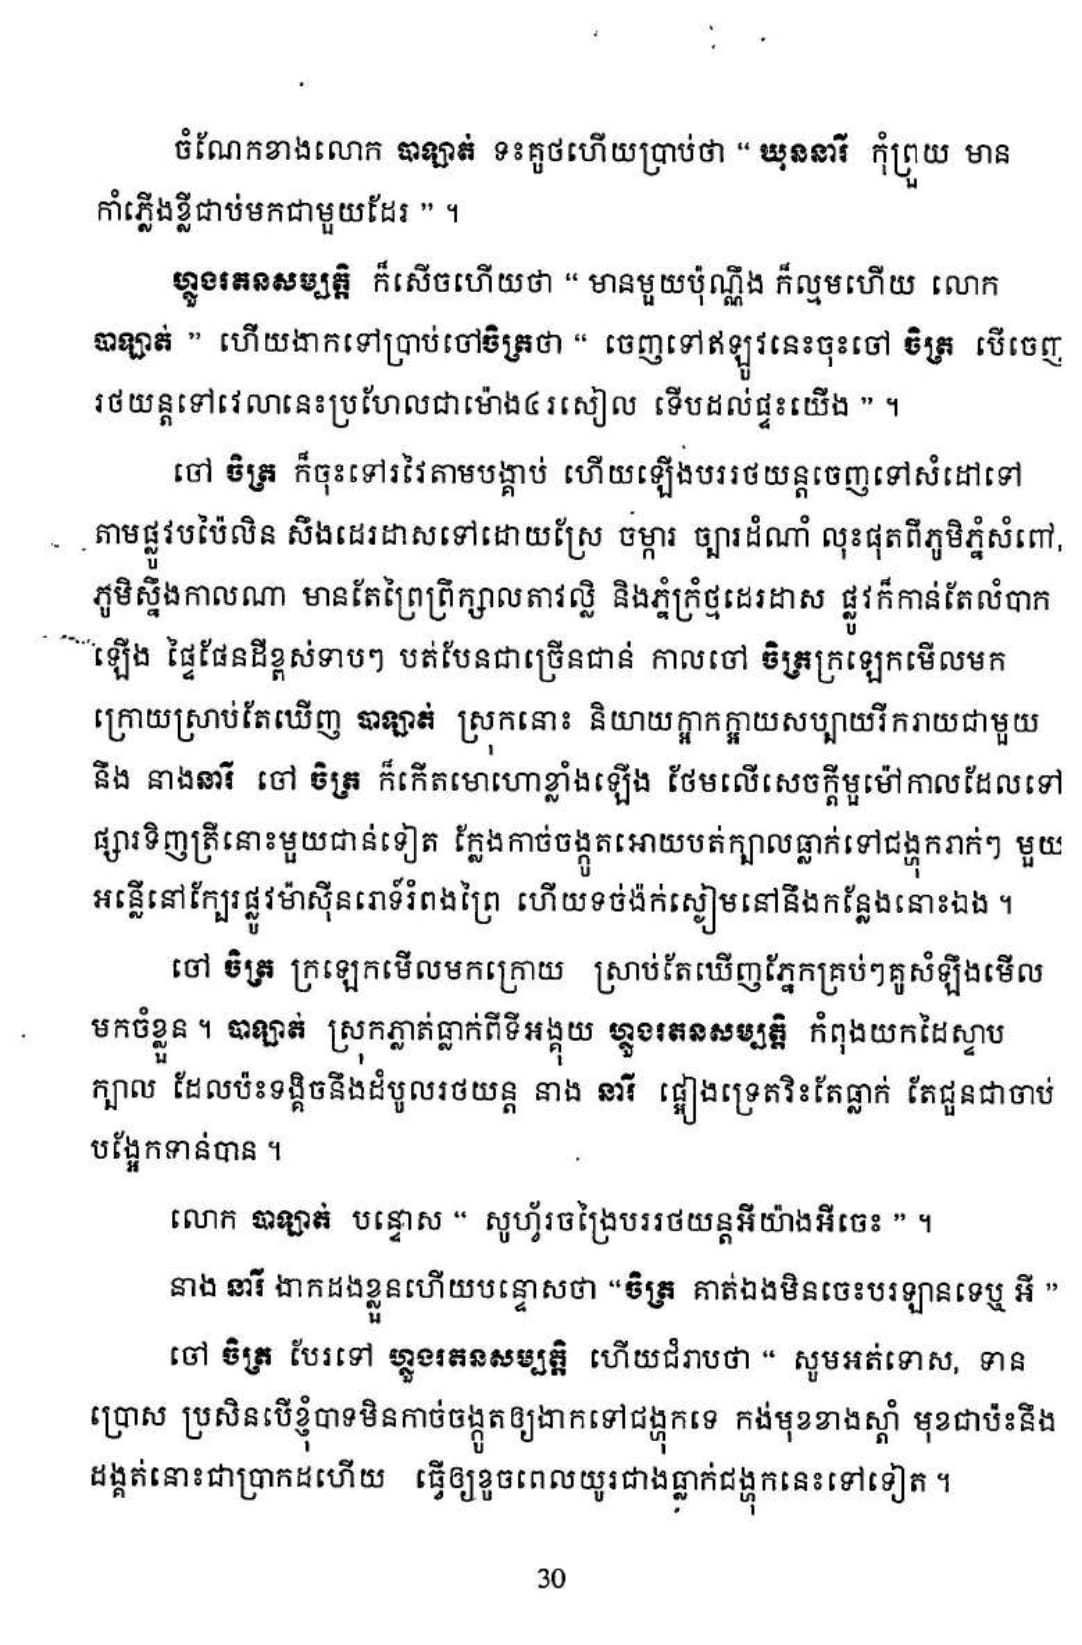 ចំណែកខាងលោក បាឡាត់ ទះគូថហើយប្រាប់ថា “ ឃុននារី កុំព្រួយ មាន
កាំភ្លើងខ្លីជាប់មកជាមួយដែរ ” ។
ហ្លួងរតនសម្បត្តិ ក៏សើចហើយថា “ មានមួយប៉ុណ្ណឹង ក៏ល្មមហើយ លោក
បាឡាត់ ” ហើយងាកទៅប្រាប់ចៅចិត្រថា “ ចេញទៅឥឡូវនេះចុះចៅ ចិត្រ បើចេញ
រថយន្តទៅវេលានេះប្រហែលជាម៉ោង៤រសៀល ទើបដល់ផ្ទះយើង ” ។
ចៅ ចិត្រ ក៏ចុះទៅរវៃតាមបង្គាប់ ហើយឡើងបររថយន្តចេញទៅសំដៅទៅ
តាមផ្លូវបប៉ៃលិន សឹងដេរដាសទៅដោយស្រែ ចម្ការ ច្បារដំណាំ លុះផុតពីភូមិភ្នំសំពៅ,
ភូមិស្នឹងកាលណា មានតែព្រៃព្រឹក្សាលតាវល្លិ និងភ្នំក្រំថ្មដេរដាស ផ្លូវក៏កាន់តែលំបាក
ឡើង ផ្ទៃផែនដីខ្ពស់ទាបៗ បត់បែនជាច្រើនជាន់ កាលចៅ ចិត្រក្រឡេកមើលមក
ក្រោយស្រាប់តែឃើញ បាឡាត់ ស្រុកនោះ និយាយក្អាកក្អាយសប្បាយរីករាយជាមួយ
នឹង នាងនារី ចៅ ចិត្រ ក៏កើតមោហោខ្លាំងឡើង ថែមលើសេចក្តីមួម៉ៅកាលដែលទៅ
ផ្សារទិញត្រីនោះមួយជាន់ទៀត ក្លែងកាច់ចង្កូតអោយបត់ក្បាលធ្លាក់ទៅជង្ហុករាក់ៗ មួយ
អន្លើនៅក្បែរផ្លូវម៉ាស៊ីនរោទ៍រំពងព្រៃ ហើយទច់ង៉ក់ស្ងៀមនៅនឹងកន្លែងនោះឯង ។
ចៅ ចិត្រ ក្រឡេកមើលមកក្រោយ ស្រាប់តែឃើញភ្នែកគ្រប់ៗគូសំឡឹងមើល
មកចំខ្លួន ។ បាឡាត់ ស្រុកភ្លាត់ធ្លាក់ពីទីអង្គុយ ហ្លួងរតនសម្បត្តិ កំពុងយកដៃស្ទាប
ក្បាល ដែលប៉ះទង្គិចនឹងដំបូលរថយន្ត នាង នារី ផ្អៀងទ្រេតវិះតែធ្លាក់ តែជួនជាចាប់
បង្អែកទាន់បាន ។
លោក បាឡាត់ បន្ទោស “ សូហ្វ័រចង្រៃបររថយន្តអីយ៉ាងអីចេះ ” ។
នាង នារី ងាកដងខ្លួនហើយបន្ទោសថា “ចិត្រ គាត់ឯងមិនចេះបរឡានទេឬ អី ”
ចៅ ចិត្រ បែរទៅ ហ្លួងរតនសម្បត្តិ ហើយជំរាបថា “ សូមអត់ទោស, ទាន
ប្រោស ប្រសិនបើខ្ញុំបាទមិនកាច់ចង្កូតឲ្យងាកទៅជង្ហុកទេ កង់មុខខាងស្តាំ មុខជាប៉ះនឹង
ដង្គត់នោះជាប្រាកដហើយ ធ្វើឲ្យខូចពេលយូរជាងធ្លាក់ជង្ហុកនេះទៅទៀត ។
30